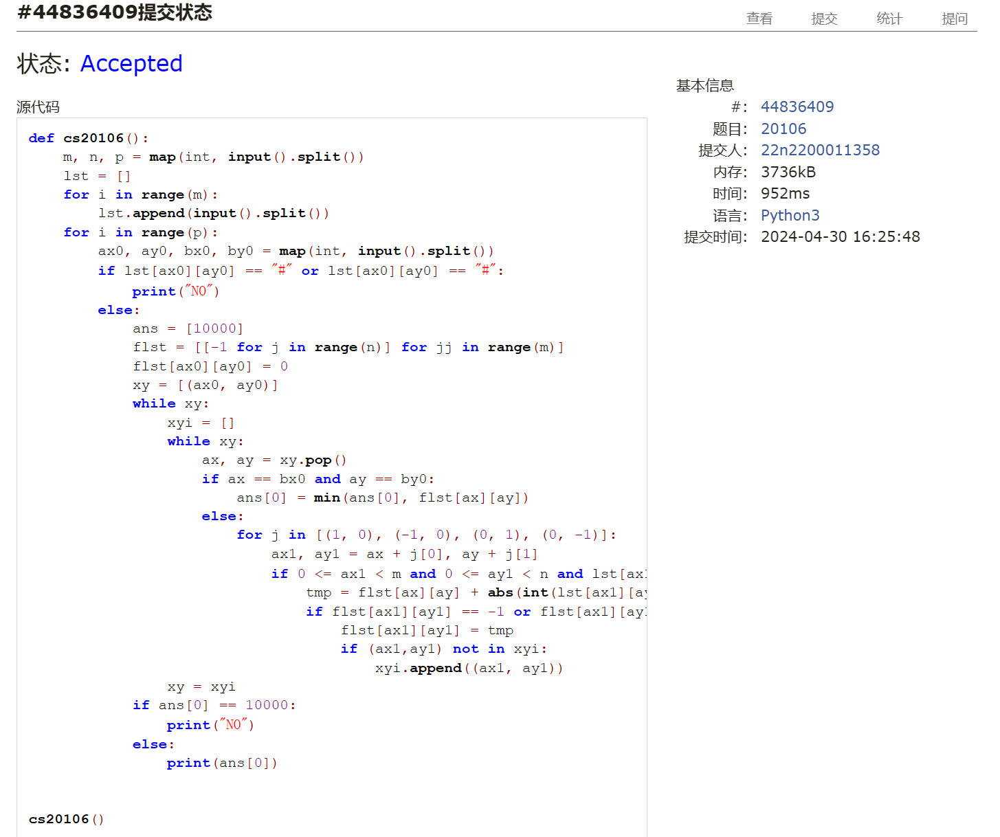 #44836409提交状态
查看 提交 统计 提问
状态: Accepted
源代码
def cs20106():
    m, n, p = map(int, input().split())
    lst = []
    for i in range(m):
        lst.append(input().split())
    for i in range(p):
        ax0, ay0, bx0, by0 = map(int, input().split())
        if lst[ax0][ay0] == "#" or lst[ax0][ay0] == "#":
            print("NO")
        else:
            ans = [10000]
            flst = [[-1 for j in range(n)] for jj in range(m)]
            flst[ax0][ay0] = 0
            xy = [(ax0, ay0)]
            while xy:
                xyi = []
                while xy:
                    ax, ay = xy.pop()
                    if ax == bx0 and ay == by0:
                        ans[0] = min(ans[0], flst[ax][ay])
                    else:
                        for j in [(1, 0), (-1, 0), (0, 1), (0, -1)]:
                            ax1, ay1 = ax + j[0], ay + j[1]
                            if 0 <= ax1 < m and 0 <= ay1 < n and lst[ax1
                                tmp = flst[ax][ay] + abs(int(lst[ax1][ay
                                if flst[ax1][ay1] == -1 or flst[ax1][ay1
                                    flst[ax1][ay1] = tmp
                                    if (ax1,ay1) not in xyi:
                                        xyi.append((ax1, ay1))
                xy = xyi
            if ans[0] == 10000:
                print("NO")
            else:
                print(ans[0])
cs20106()
基本信息
#: 44836409
题目: 20106
提交人: 22n2200011358
内存: 3736kB
时间: 952ms
语言: Python3
提交时间: 2024-04-30 16:25:48